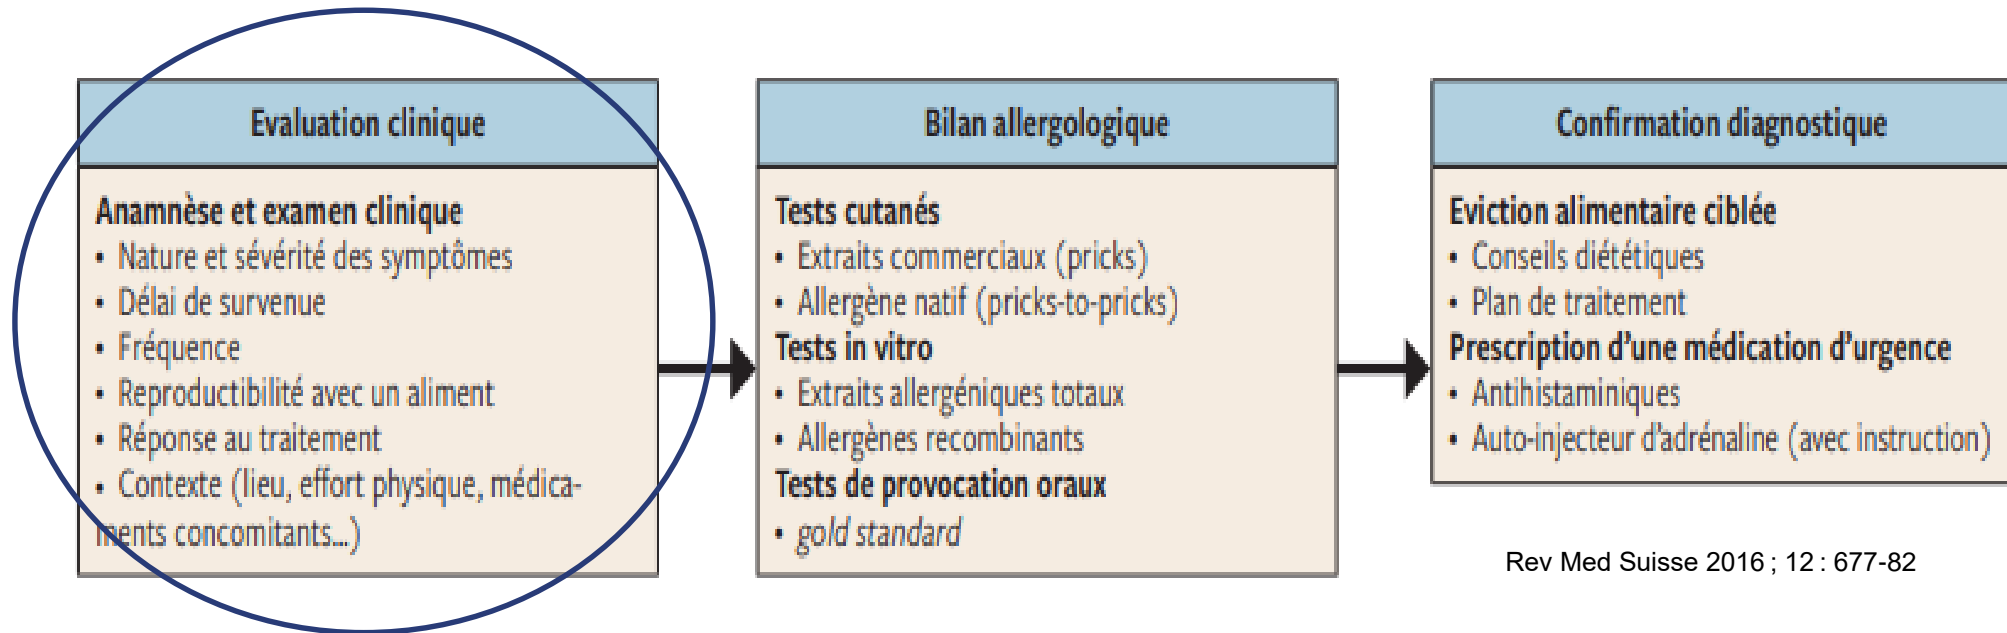 Evaluation clinique
Anamnèse et examen clinique
• Nature et sévérité des symptômes
• Délai de survenue
• Fréquence
• Reproductibilité avec un aliment
• Réponse au traitement
• Contexte (lieu, effort physique, médica-
ments concomitants...)
Bilan allergologique
Tests cutanés
• Extraits commerciaux (pricks)
• Allergène natif (pricks-to-pricks)
Tests in vitro
• Extraits allergéniques totaux
• Allergènes recombinants
Tests de provocation oraux
• gold standard
Confirmation diagnostique
Eviction alimentaire ciblée
• Conseils diététiques
• Plan de traitement
Prescription d'une médication d'urgence
• Antihistaminiques
• Auto-injecteur d'adrénaline (avec instruction)
Rev Med Suisse 2016 ; 12 : 677-82